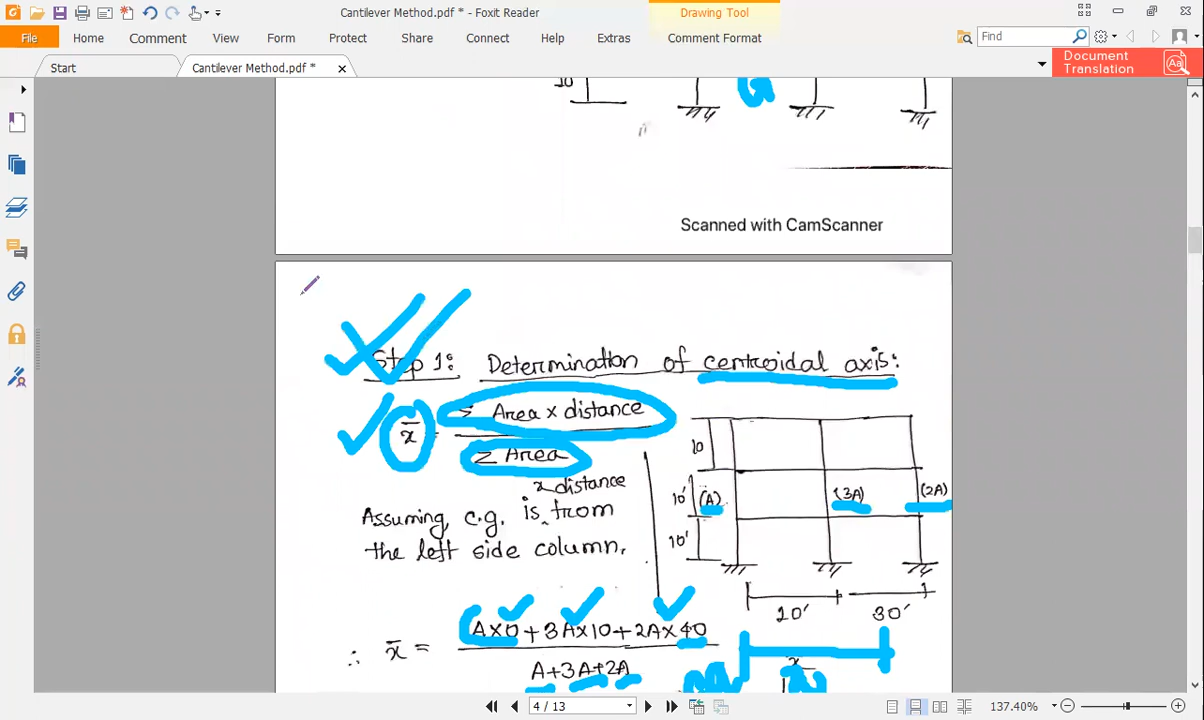 Cantilever Method.pdf * - Foxit Reader
Drawing Tool
File
Home
Comment
View
Form
Protect
Share
Connect
Help
Extras
Comment Format
Find
Start
Cantilever Method.pdf *
Document
Translation
10
Scanned with CamScanner
Step 1: Determination of centroidal axis:
x̄ = Σ Area x distance
Σ Area
x distance
Assuming, c.g. is from
the left side column.
10
10'
(A)
(3A)
(2A)
10'
20'
30'
∴ x̄ = A×0+3A×10+2A×40
A+3A+2A
x̄
4 / 13
137.40%